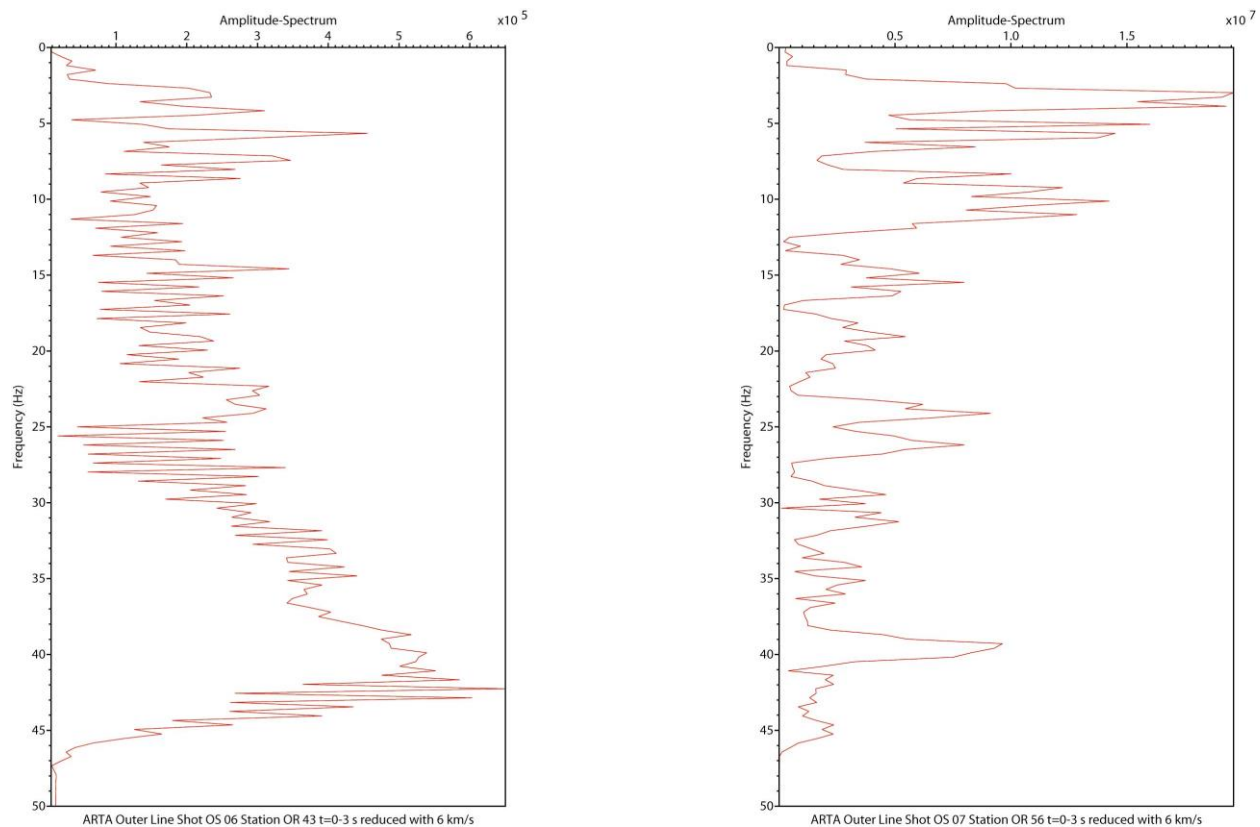 Amplitude-Spectrum x10 5
1 2 3 4 5 6
0
5
10
15
20
25
30
35
40
45
50
Frequency (Hz)
ARTA Outer Line Shot OS 06 Station OR 43 t=0-3 s reduced with 6 km/s
Amplitude-Spectrum x10 7
0.5 1.0 1.5
0
5
10
15
20
25
30
35
40
45
50
Frequency (Hz)
ARTA Outer Line Shot OS 07 Station OR 56 t=0-3 s reduced with 6 km/s